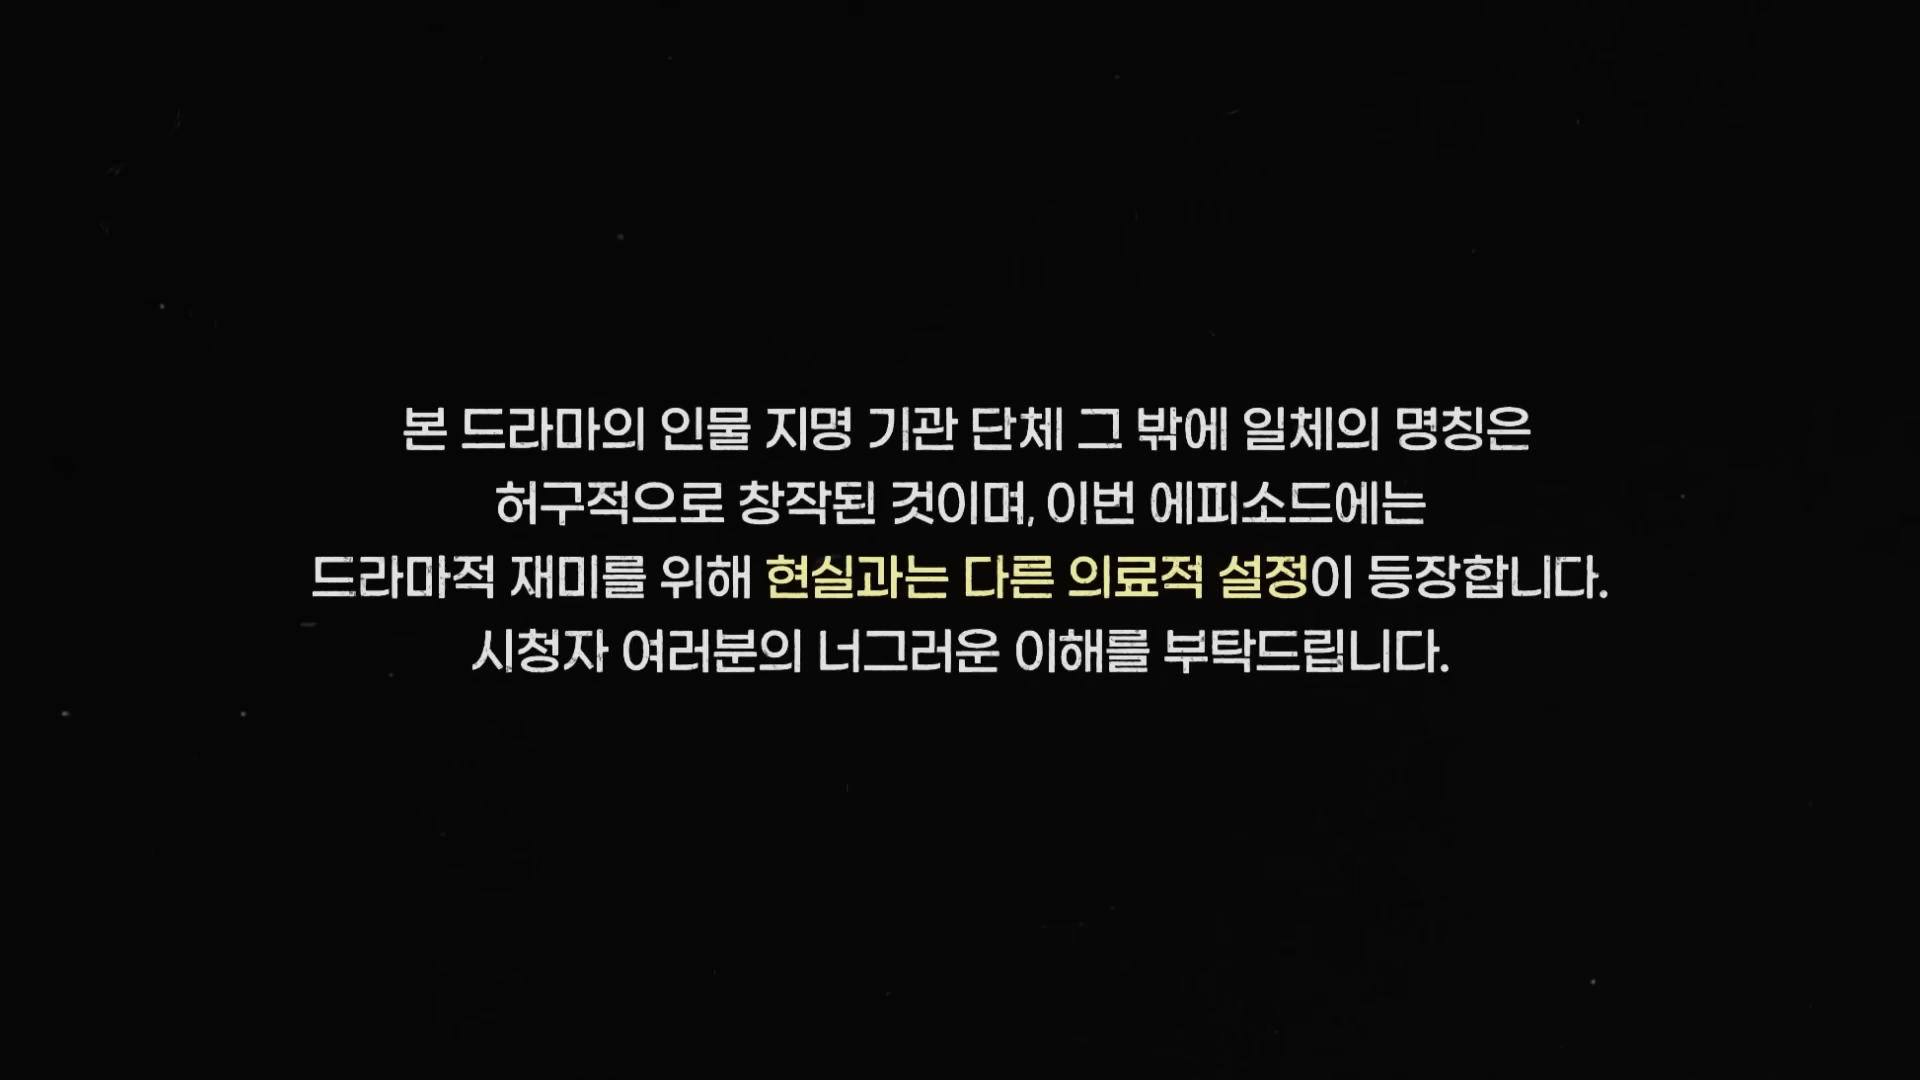 본 드라마의 인물 지명 기관 단체 그 밖에 일체의 명칭은
허구적으로 창작된 것이며, 이번 에피소드에는
드라마적 재미를 위해 현실과는 다른 의료적 설정이 등장합니다.
시청자 여러분의 너그러운 이해를 부탁드립니다.